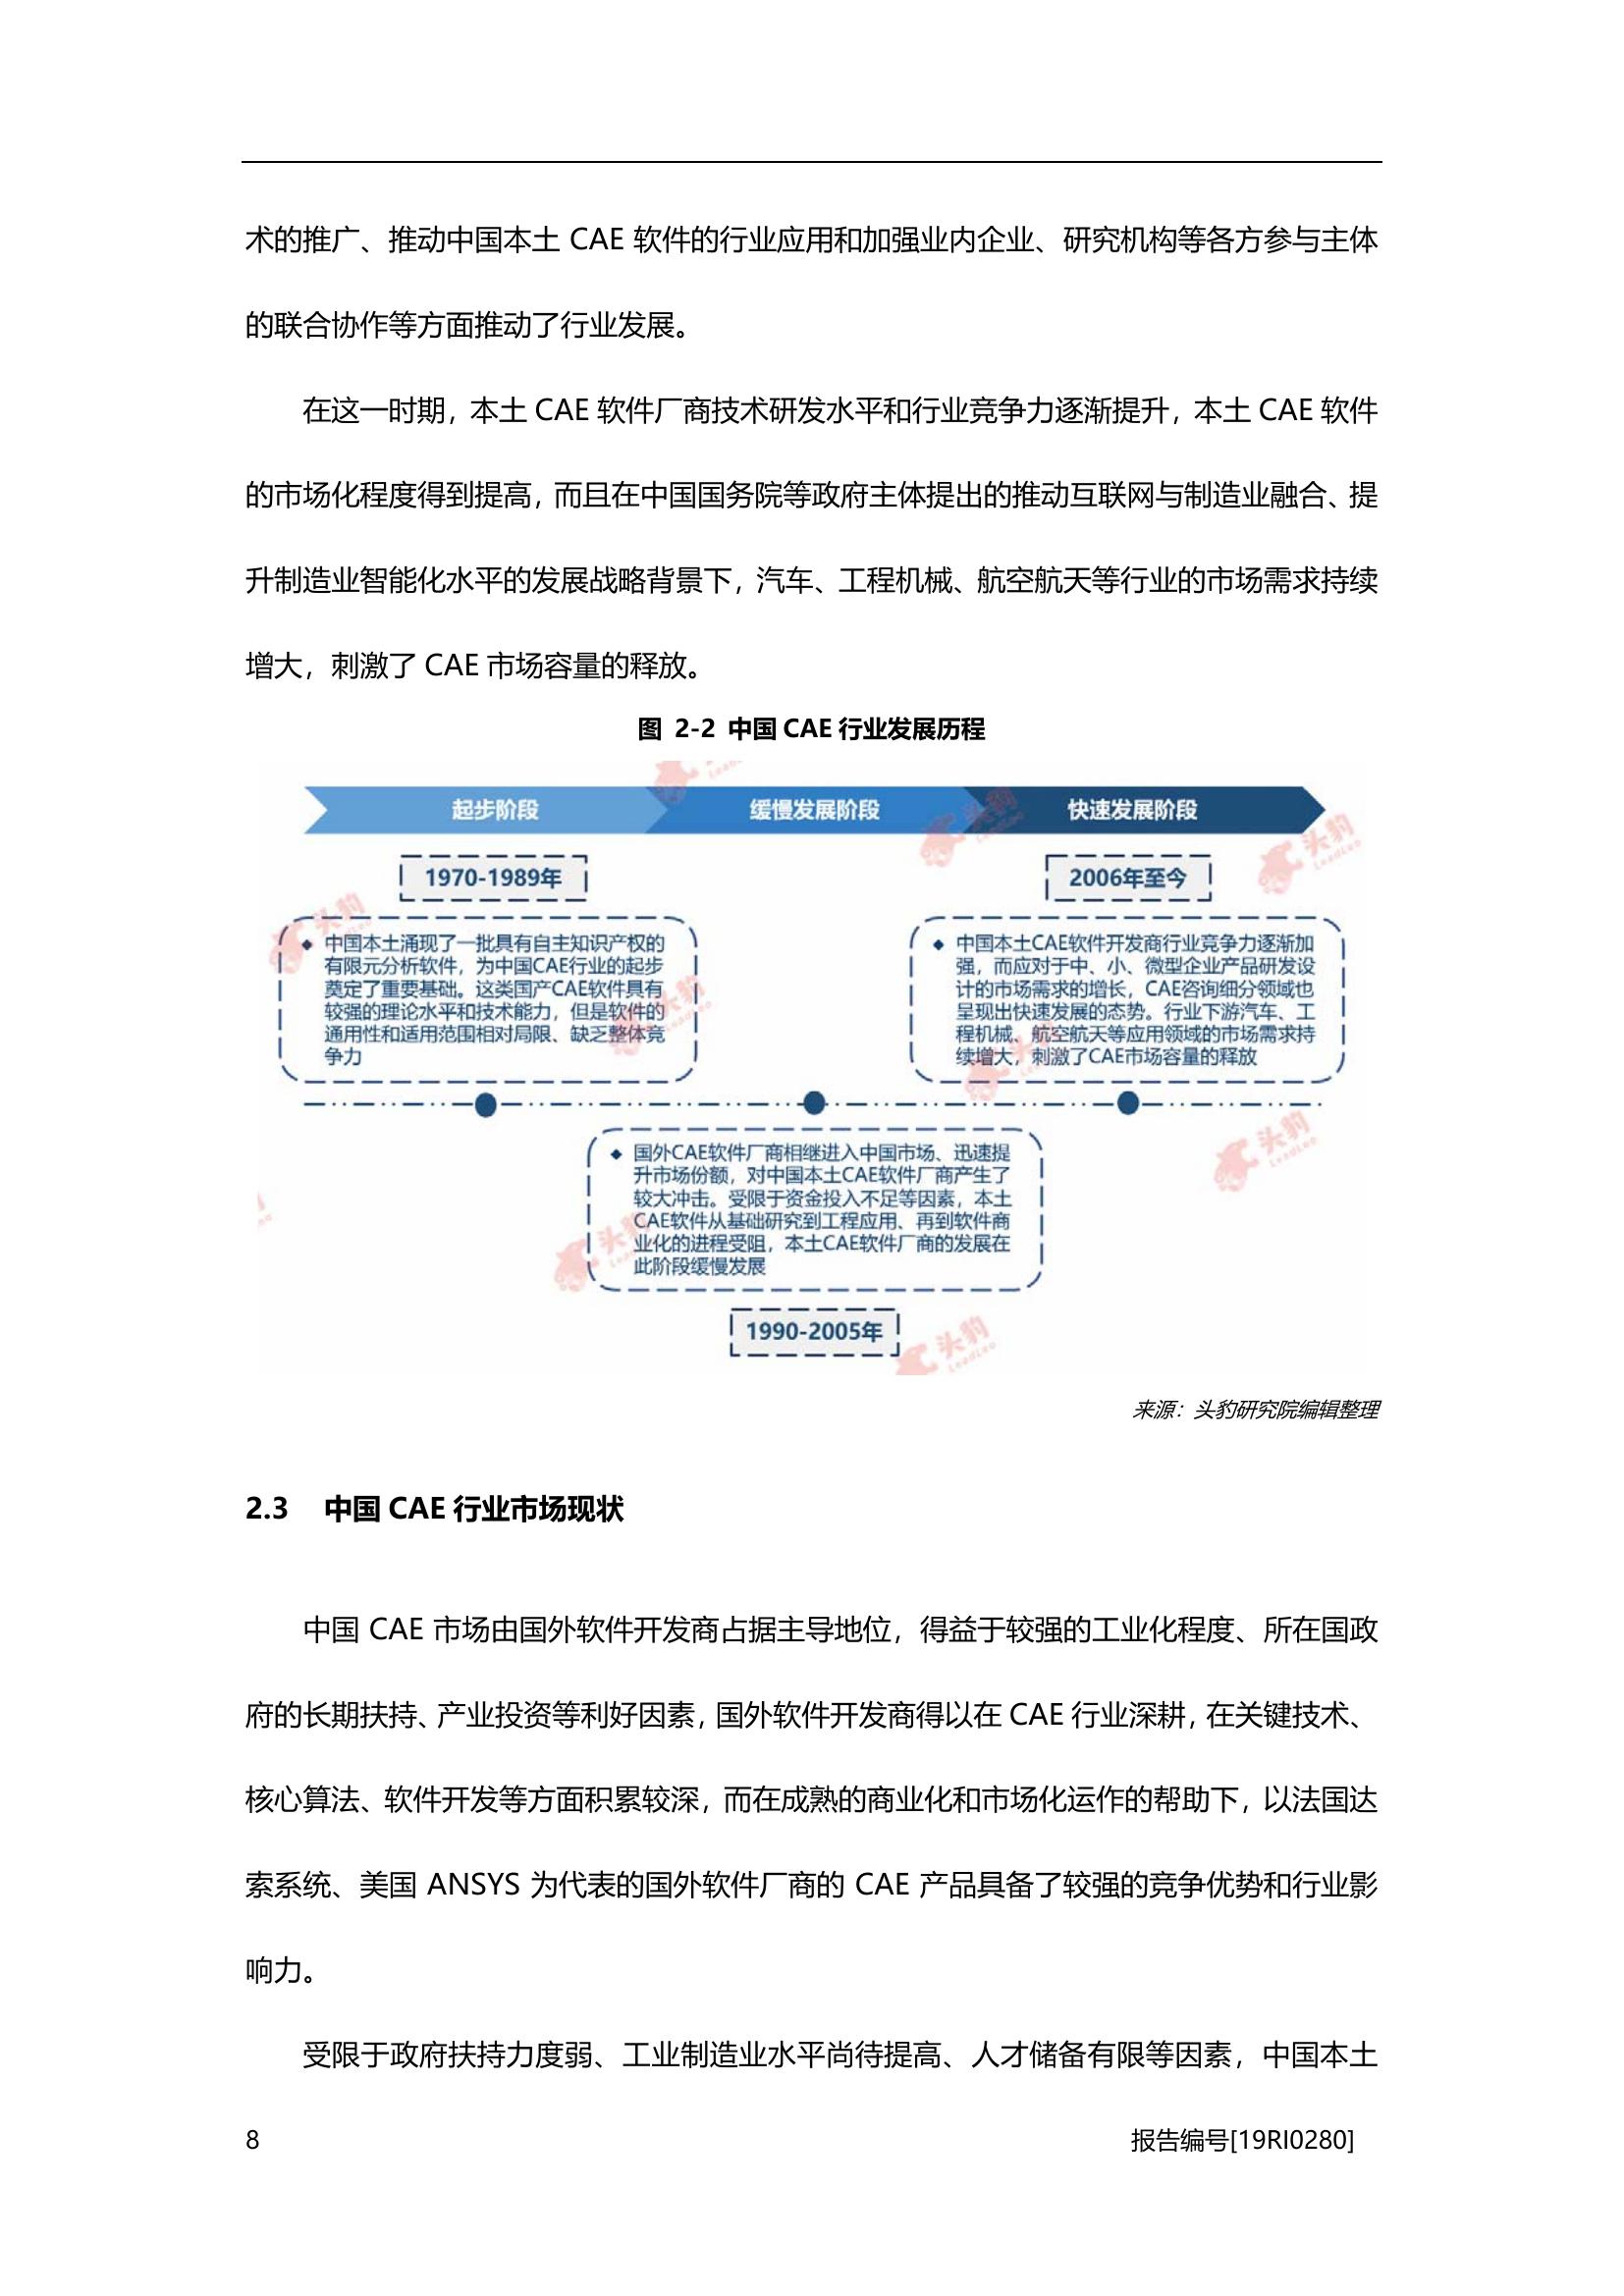 术的推广、推动中国本土 CAE 软件的行业应用和加强业内企业、研究机构等各方参与主体
的联合协作等方面推动了行业发展。
在这一时期，本土 CAE 软件厂商技术研发水平和行业竞争力逐渐提升，本土 CAE 软件
的市场化程度得到提高，而且在中国国务院等政府主体提出的推动互联网与制造业融合、提
升制造业智能化水平的发展战略背景下，汽车、工程机械、航空航天等行业的市场需求持续
增大，刺激了 CAE 市场容量的释放。
图 2-2 中国 CAE 行业发展历程
起步阶段
缓慢发展阶段
快速发展阶段
1970-1989年
2006年至今
◆ 中国本土涌现了一批具有自主知识产权的
有限元分析软件，为中国CAE行业的起步
奠定了重要基础。这类国产CAE软件具有
较强的理论水平和技术能力，但是软件的
通用性和适用范围相对局限、缺乏整体竞
争力
◆ 中国本土CAE软件开发商行业竞争力逐渐加
强，而应对于中、小、微型企业产品研发设
计的市场需求的增长，CAE咨询细分领域也
呈现出快速发展的态势。行业下游汽车、工
程机械、航空航天等应用领域的市场需求持
续增大，刺激了CAE市场容量的释放
◆ 国外CAE软件厂商相继进入中国市场、迅速提
升市场份额，对中国本土CAE软件厂商产生了
较大冲击。受限于资金投入不足等因素，本土
CAE软件从基础研究到工程应用、再到软件商
业化的进程受阻，本土CAE软件厂商的发展在
此阶段缓慢发展
1990-2005年
头豹
LeadLeo
来源：头豹研究院编辑整理
2.3 中国 CAE 行业市场现状
中国 CAE 市场由国外软件开发商占据主导地位，得益于较强的工业化程度、所在国政
府的长期扶持、产业投资等利好因素，国外软件开发商得以在 CAE 行业深耕，在关键技术、
核心算法、软件开发等方面积累较深，而在成熟的商业化和市场化运作的帮助下，以法国达
索系统、美国 ANSYS 为代表的国外软件厂商的 CAE 产品具备了较强的竞争优势和行业影
响力。
受限于政府扶持力度弱、工业制造业水平尚待提高、人才储备有限等因素，中国本土
8
报告编号[19RI0280]